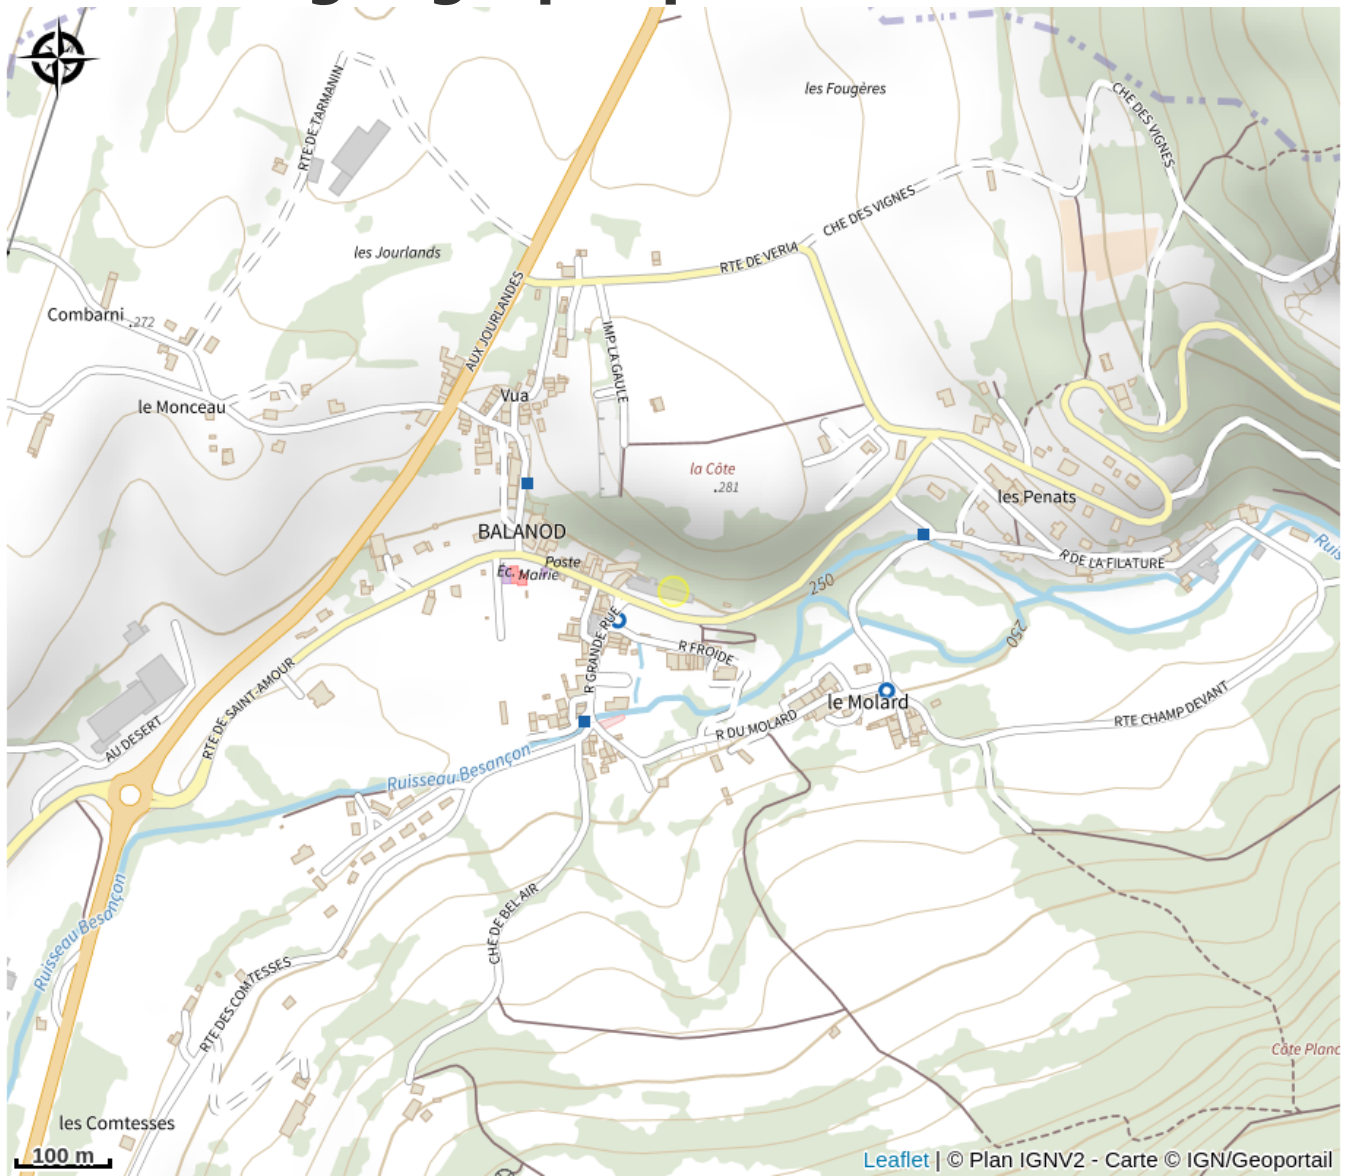 les Fougères
CHE DES VIGNES
RTE DE TARMANIN
CHE DES VIGNES
les Jourlands
RTE DE VERIA
Combarni
.272
AUX JOURLANDES
IMP LA GAULE
Vua
le Monceau
la Côte
.281
les Penats
BALANOD
Poste
Éc.
Mairie
R DE LA FILATURE
250
250
R GRANDE RUE
R FROIDE
RTE DE SAINT-AMOUR
le Molard
R DU MOLARD
RTE CHAMP DEVANT
AU DESERT
Ruisseau Besançon
Ruisseau Besançon
CHE DE BEL AIR
RTE DES COMTESSES
Côte Planc
les Comtesses
100 m
Leaflet | © Plan IGNV2 - Carte © IGN/Geoportail